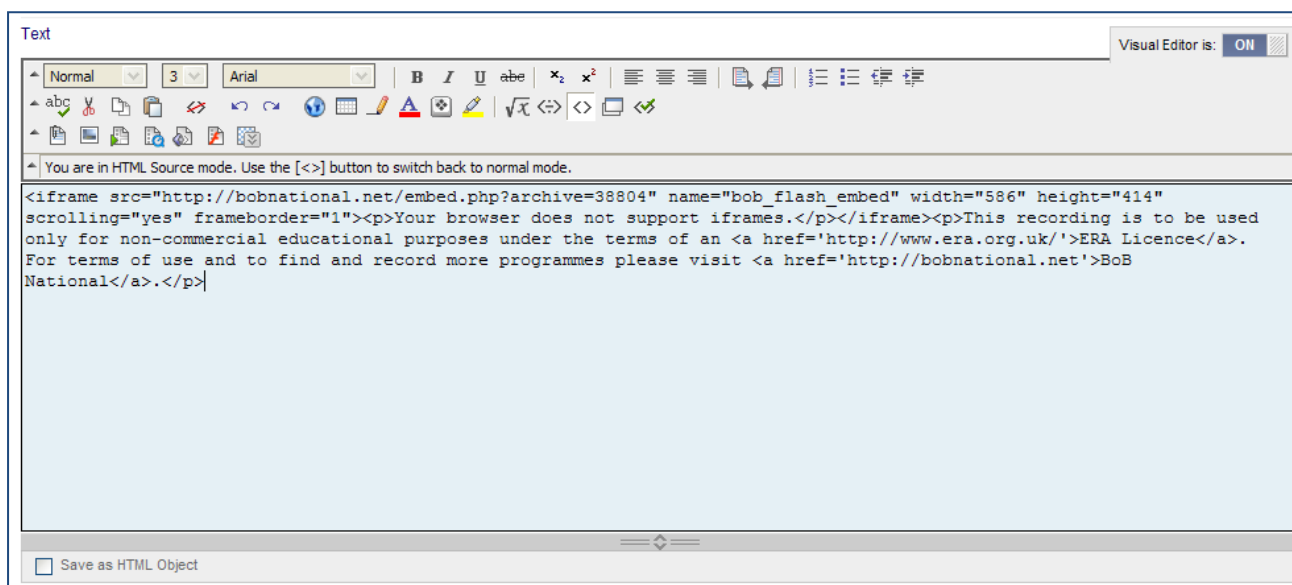 Text
Visual Editor is: ON
Normal 3 Arial B I U abc x₂ x²
abc
You are in HTML Source mode. Use the [<>] button to switch back to normal mode.
<iframe src="http://bobnational.net/embed.php?archive=38804" name="bob_flash_embed" width="586" height="414"
scrolling="yes" frameborder="1"><p>Your browser does not support iframes.</p></iframe><p>This recording is to be used
only for non-commercial educational purposes under the terms of an <a href='http://www.era.org.uk/'>ERA Licence</a>.
For terms of use and to find and record more programmes please visit <a href='http://bobnational.net'>BoB
National</a>.</p>
Save as HTML Object